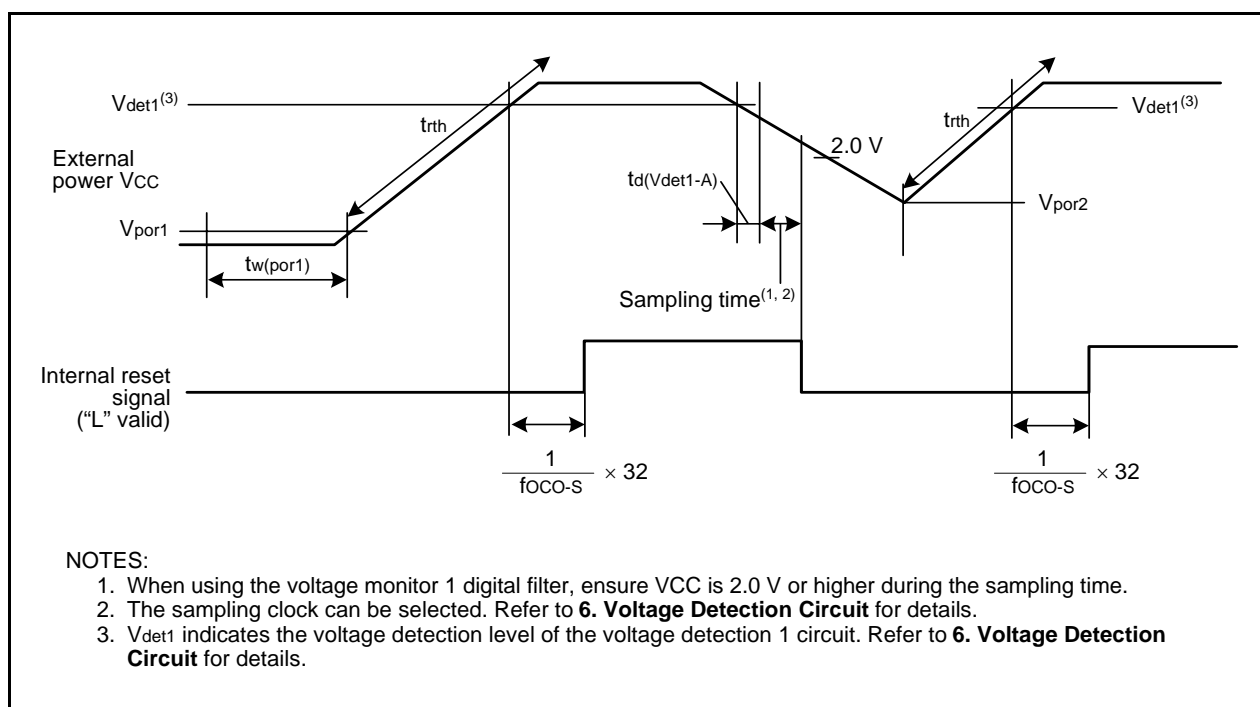 Vdet1(3)
trth
External
power VCC
Vpor1
tw(por1)
td(Vdet1-A)
2.0 V
trth
Vdet1(3)
Vpor2
Sampling time(1, 2)
Internal reset
signal
(“L” valid)
1
fOCO-S
× 32
1
fOCO-S
× 32
NOTES:
1. When using the voltage monitor 1 digital filter, ensure VCC is 2.0 V or higher during the sampling time.
2. The sampling clock can be selected. Refer to 6. Voltage Detection Circuit for details.
3. Vdet1 indicates the voltage detection level of the voltage detection 1 circuit. Refer to 6. Voltage Detection
Circuit for details.